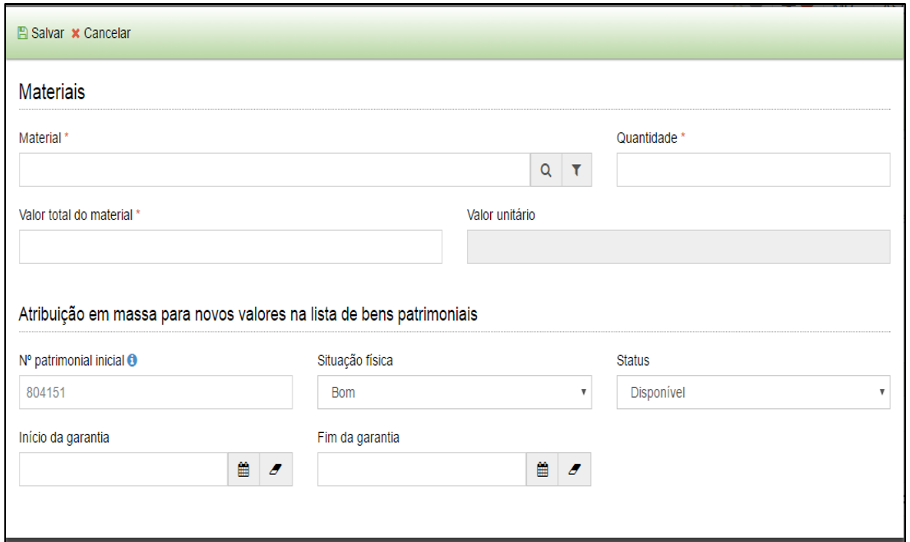 Salvar Cancelar
Materiais
Material * Quantidade *
Valor total do material * Valor unitário
Atribuição em massa para novos valores na lista de bens patrimoniais
Nº patrimonial inicial Situação física Status
804151 Bom Disponível
Início da garantia Fim da garantia